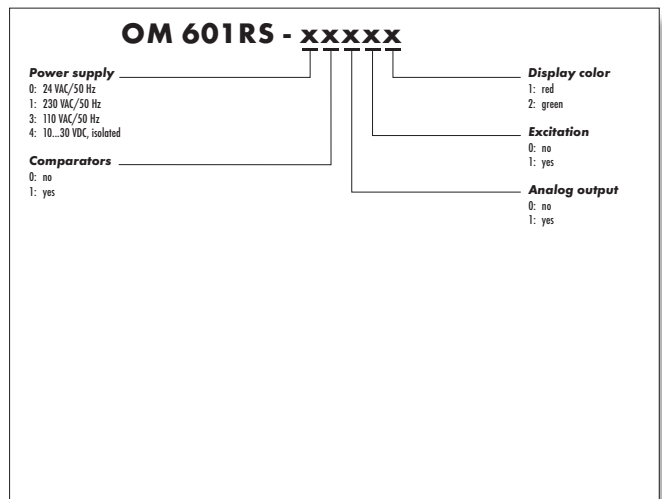 OM 601RS - xxxxx
Power supply
0: 24 VAC/50 Hz
1: 230 VAC/50 Hz
3: 110 VAC/50 Hz
4: 10...30 VDC, isolated
Comparators
0: no
1: yes
Display color
1: red
2: green
Excitation
0: no
1: yes
Analog output
0: no
1: yes